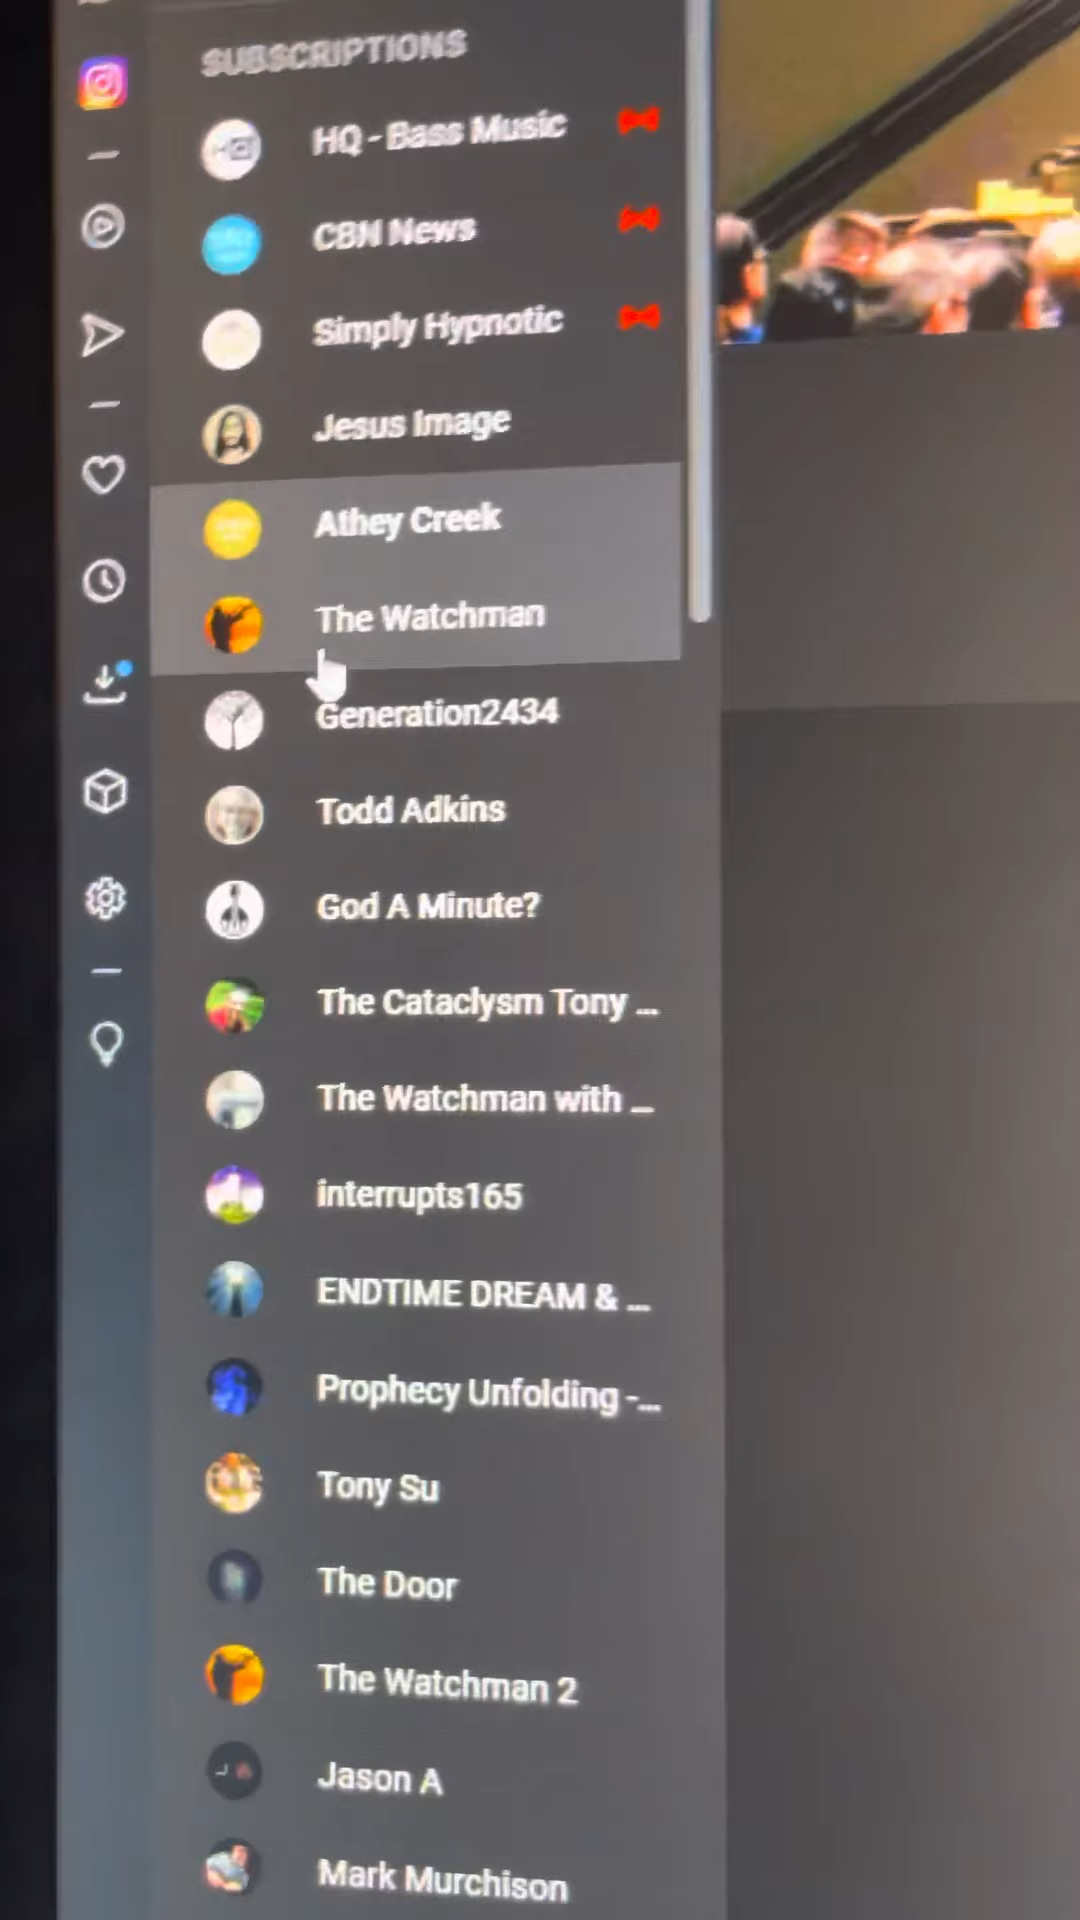 SUBSCRIPTIONS
HQ - Bass Music
CBN News
Simply Hypnotic
Jesus Image
Athey Creek
The Watchman
Generation2434
Todd Adkins
God A Minute?
The Cataclysm Tony ...
The Watchman with ...
interrupts165
ENDTIME DREAM & ...
Prophecy Unfolding -...
Tony Su
The Door
The Watchman 2
Jason A
Mark Murchison